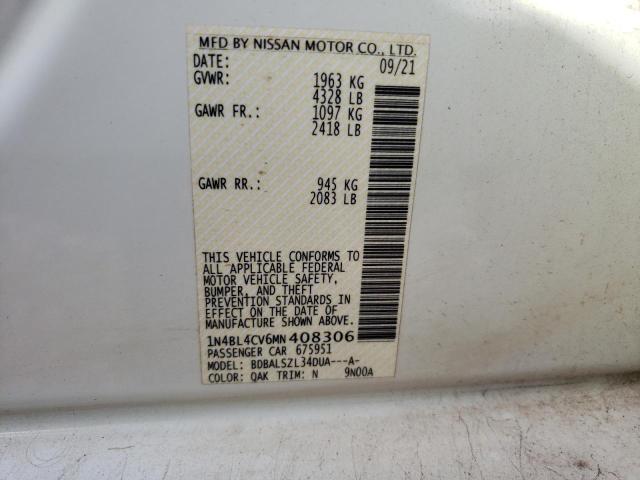 MFD BY NISSAN MOTOR CO., LTD.
DATE: 09/21
GVWR: 1963 KG
4328 LB
GAWR FR.: 1097 KG
2418 LB
GAWR RR.: 945 KG
2083 LB
THIS VEHICLE CONFORMS TO
ALL APPLICABLE FEDERAL
MOTOR VEHICLE SAFETY,
BUMPER, AND THEFT
PREVENTION STANDARDS IN
EFFECT ON THE DATE OF
MANUFACTURE SHOWN ABOVE.
1N4BL4CV6MN408306
PASSENGER CAR 675951
MODEL: BDBALSZL34DUA---A-
COLOR: QAK TRIM: N 9N00A